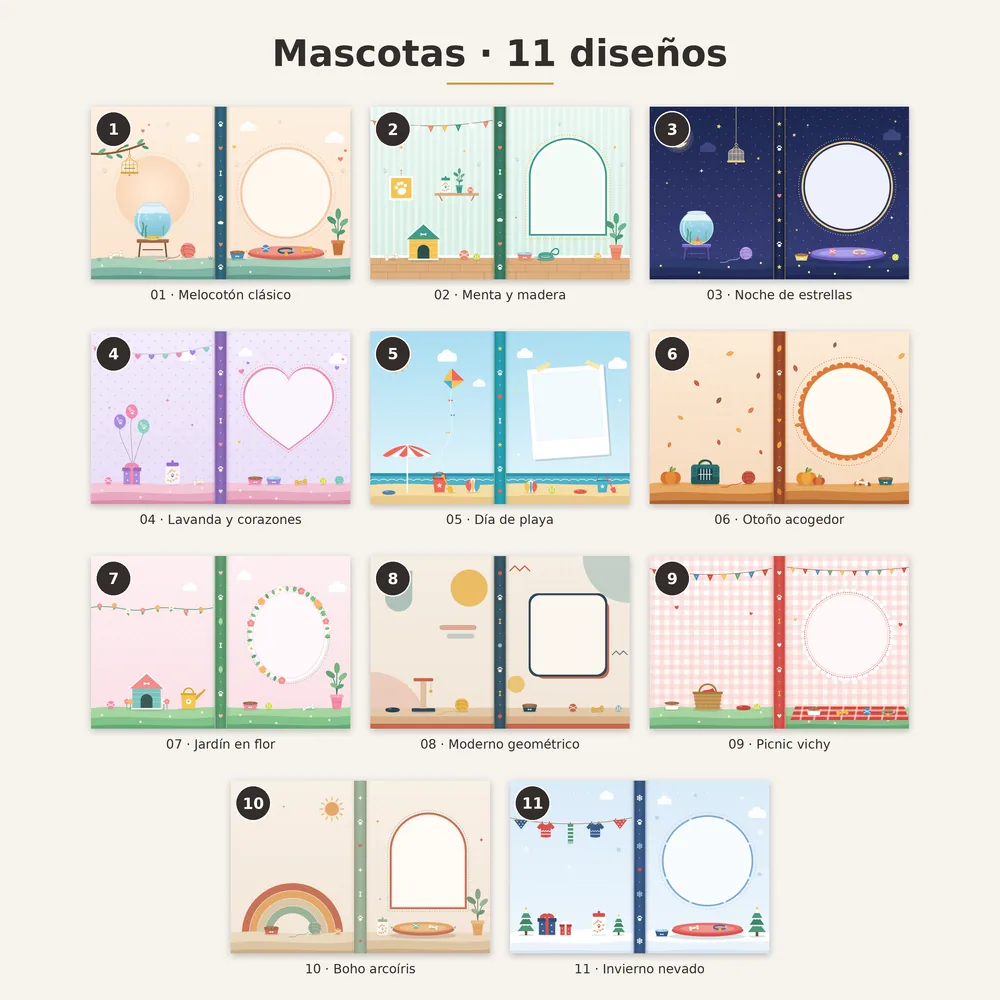 Mascotas · 11 diseños
1
2
3
01 · Melocotón clásico
02 · Menta y madera
03 · Noche de estrellas
4
5
6
04 · Lavanda y corazones
05 · Día de playa
06 · Otoño acogedor
7
8
9
07 · Jardín en flor
08 · Moderno geométrico
09 · Picnic vichy
10
11
10 · Boho arcoíris
11 · Invierno nevado